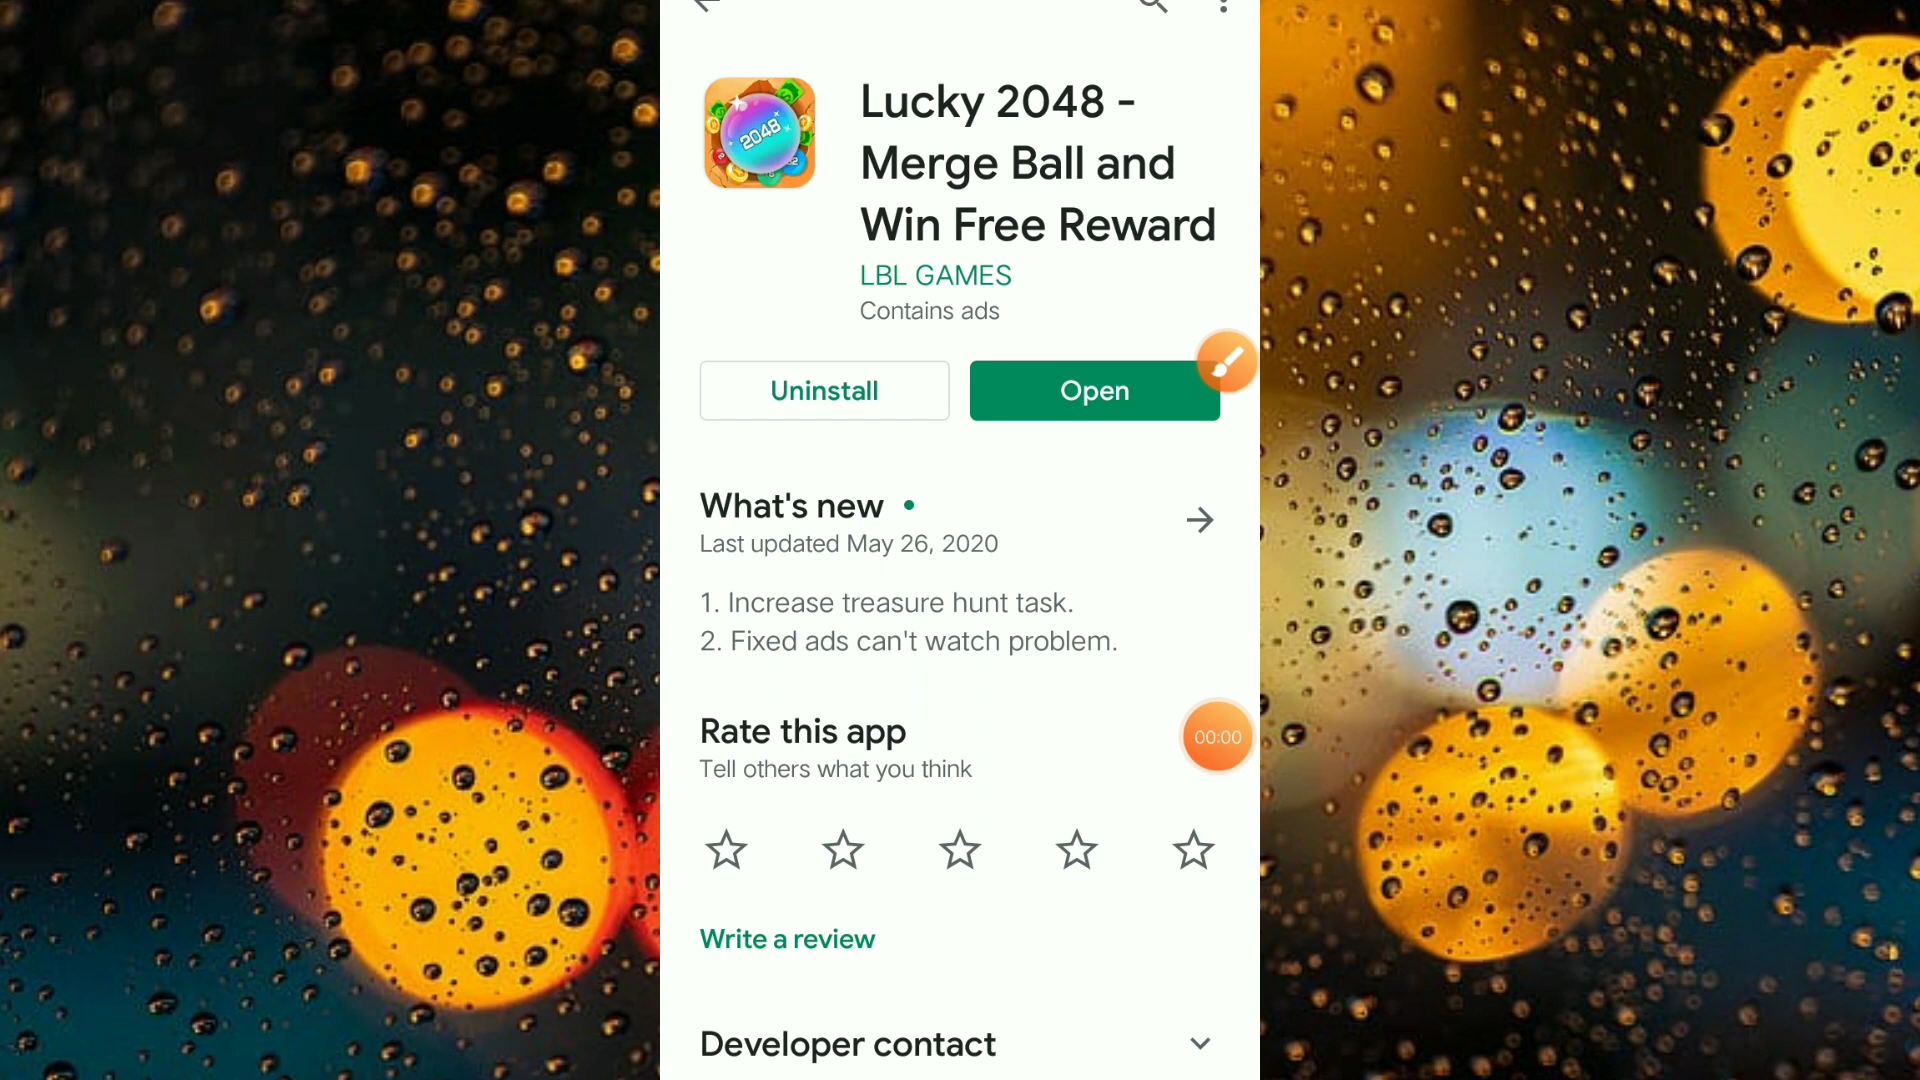 2048
Lucky 2048 -
Merge Ball and
Win Free Reward
LBL GAMES
Contains ads
Uninstall
Open
What's new
Last updated May 26, 2020
1. Increase treasure hunt task.
2. Fixed ads can't watch problem.
Rate this app
00:00
Tell others what you think
Write a review
Developer contact